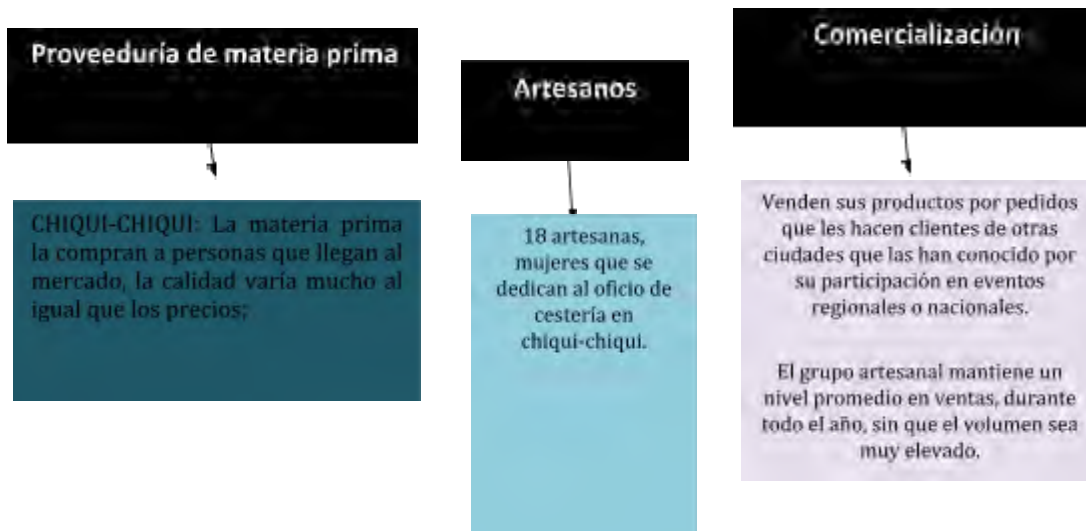 Proveeduría de materia prima
CHIQUI-CHIQUI: La materia prima
la compran a personas que llegan al
mercado, la calidad varía mucho al
igual que los precios;
Artesanos
18 artesanas,
mujeres que se
dedican al oficio de
cestería en
chiqui-chiqui.
Comercialización
Venden sus productos por pedidos
que les hacen clientes de otras
ciudades que las han conocido por
su participación en eventos
regionales o nacionales.
El grupo artesanal mantiene un
nivel promedio en ventas, durante
todo el año, sin que el volumen sea
muy elevado.